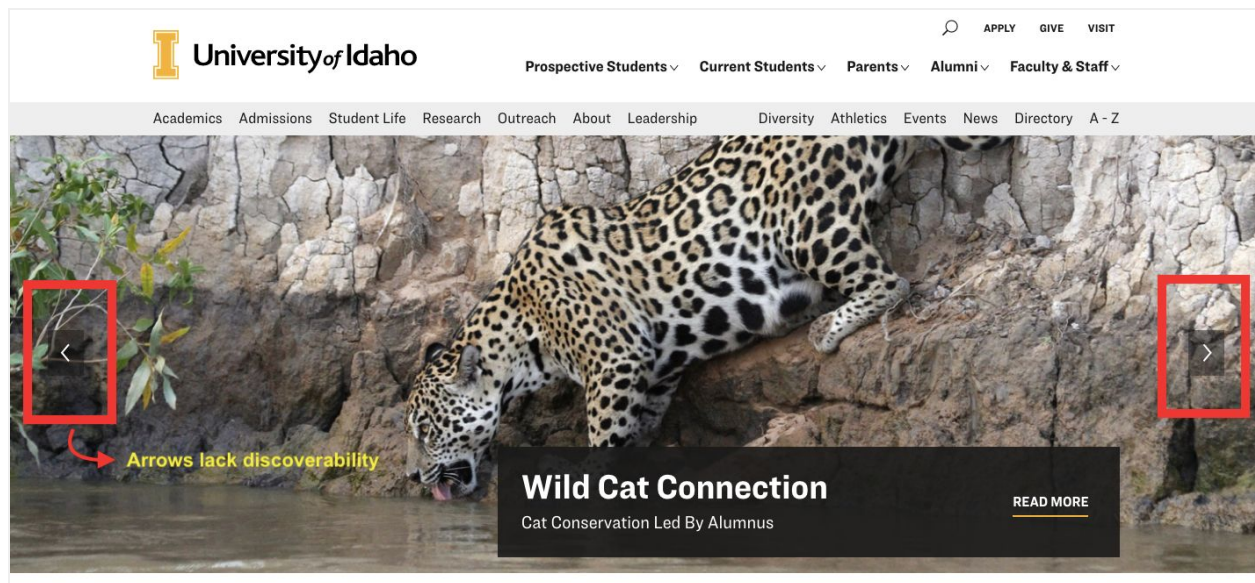 APPLY GIVE VISIT
University of Idaho
Prospective Students Current Students Parents Alumni Faculty & Staff
Academics Admissions Student Life Research Outreach About Leadership Diversity Athletics Events News Directory A - Z
Arrows lack discoverability
Wild Cat Connection
Cat Conservation Led By Alumnus
READ MORE